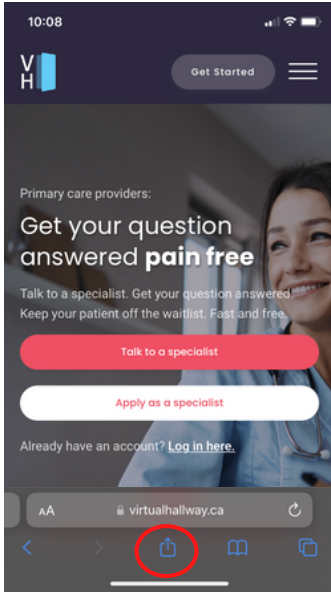 10:08
V
H
Get Started
Primary care providers:
Get your question
answered pain free
Talk to a specialist. Get your question answered.
Keep your patient off the waitlist. Fast and free.
Talk to a specialist
Apply as a specialist
Already have an account? Log in here.
AA virtualhallway.ca